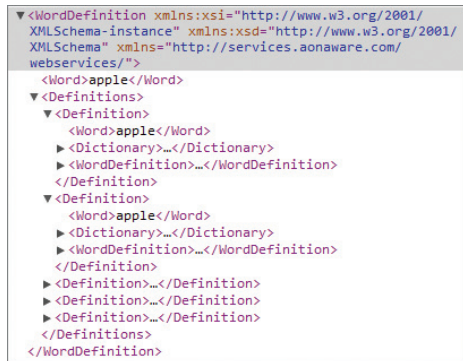 ▼<WordDefinition xmlns:xsi="http://www.w3.org/2001/
XMLSchema-instance" xmlns:xsd="http://www.w3.org/2001/
XMLSchema" xmlns="http://services.aonaware.com/
webservices/">
<Word>apple</Word>
▼<Definitions>
▼<Definition>
<Word>apple</Word>
▶<Dictionary>…</Dictionary>
▶<WordDefinition>…</WordDefinition>
</Definition>
▼<Definition>
<Word>apple</Word>
▶<Dictionary>…</Dictionary>
▶<WordDefinition>…</WordDefinition>
</Definition>
▶<Definition>…</Definition>
▶<Definition>…</Definition>
▶<Definition>…</Definition>
</Definitions>
</WordDefinition>